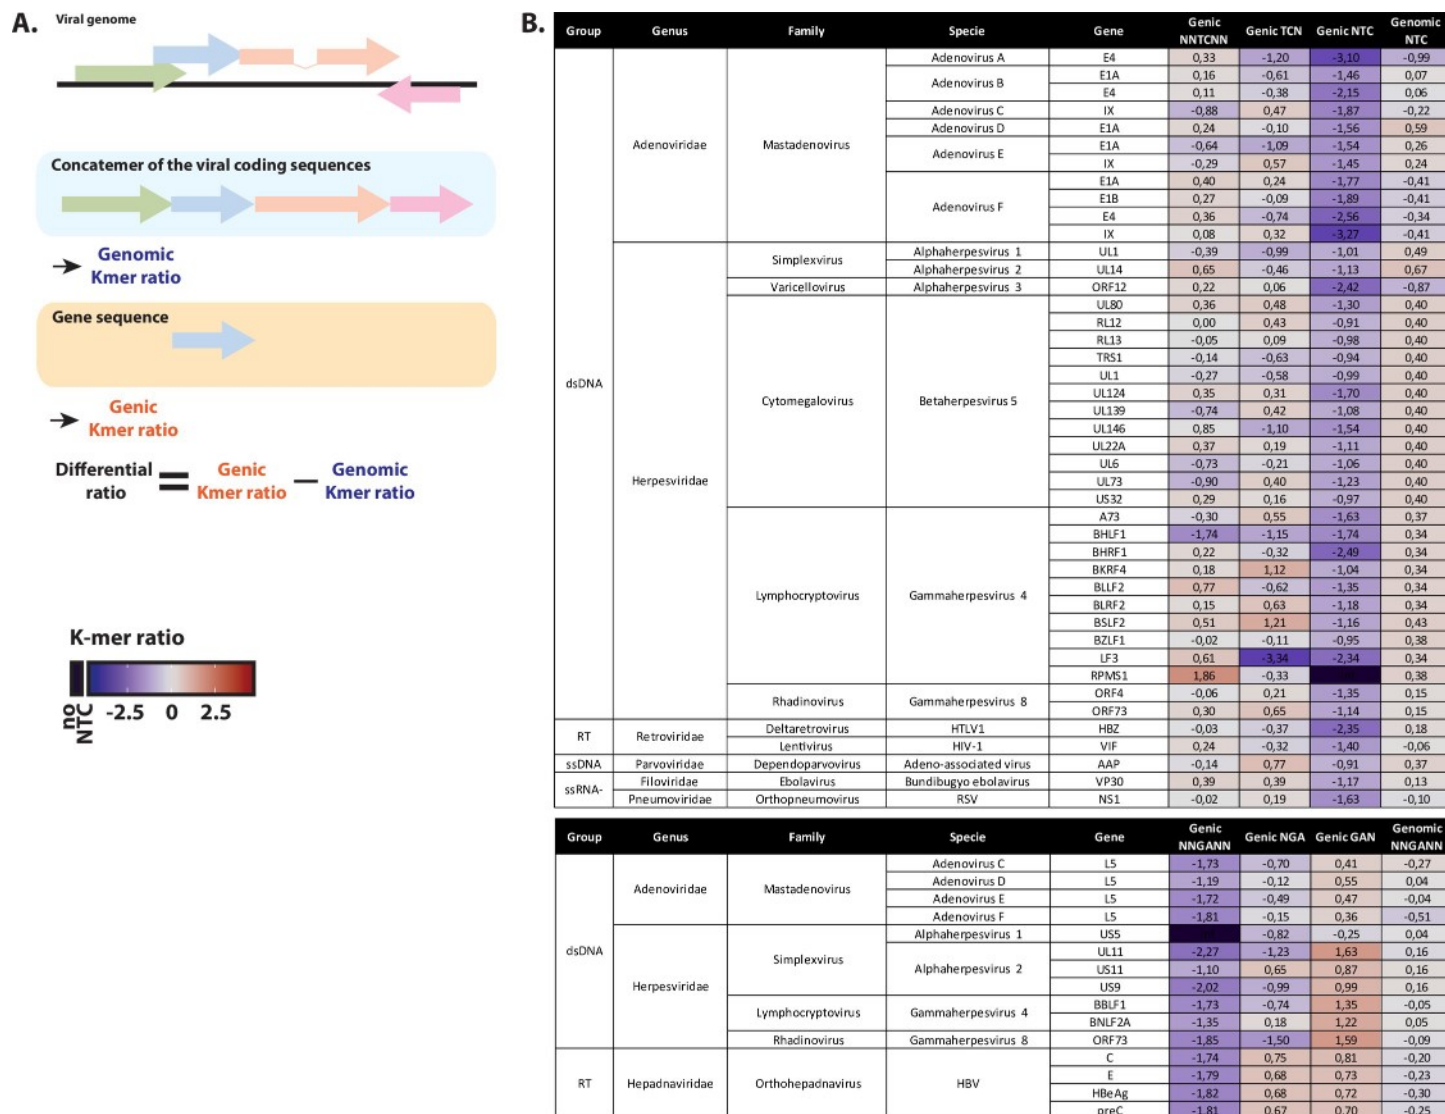 A.
Viral genome
Concatemer of the viral coding sequences
Genomic
Kmer ratio
Gene sequence
Genic
Kmer ratio
Differential ratio = Genic Kmer ratio — Genomic Kmer ratio
K-mer ratio
no NTC -2.5 0 2.5
B.
Group Genus Family Specie Gene Genic NNTCNN Genic TCN Genic NTC Genomic NTC
dsDNA Adenoviridae Mastadenovirus Adenovirus A E4 0,33 -1,20 -3,10 -0,99
Adenovirus B E1A 0,16 -0,61 -1,46 0,07
E4 0,11 -0,38 -2,15 0,06
Adenovirus C IX -0,88 0,47 -1,87 -0,22
Adenovirus D E1A 0,24 -0,10 -1,56 0,59
Adenovirus E E1A -0,64 -1,09 -1,54 0,26
IX -0,29 0,57 -1,45 0,24
Adenovirus F E1A 0,40 0,24 -1,77 -0,41
E1B 0,27 -0,09 -1,89 -0,41
E4 0,36 -0,74 -2,56 -0,34
IX 0,08 0,32 -3,27 -0,41
Herpesviridae Simplexvirus Alphaherpesvirus 1 UL1 -0,39 -0,99 -1,01 0,49
Alphaherpesvirus 2 UL14 0,65 -0,46 -1,13 0,67
Varicellovirus Alphaherpesvirus 3 ORF12 0,22 0,06 -2,42 -0,87
Cytomegalovirus Betaherpesvirus 5 UL80 0,36 0,48 -1,30 0,40
RL12 0,00 0,43 -0,91 0,40
RL13 -0,05 0,09 -0,98 0,40
TRS1 -0,14 -0,63 -0,94 0,40
UL1 -0,27 -0,58 -0,99 0,40
UL124 0,35 0,31 -1,70 0,40
UL139 -0,74 0,42 -1,08 0,40
UL146 0,85 -1,10 -1,54 0,40
UL22A 0,37 0,19 -1,11 0,40
UL6 -0,73 -0,21 -1,06 0,40
UL73 -0,90 0,40 -1,23 0,40
US32 0,29 0,16 -0,97 0,40
Lymphocryptovirus Gammaherpesvirus 4 A73 -0,30 0,55 -1,63 0,37
BHLF1 -1,74 -1,15 -1,74 0,34
BHRF1 0,22 -0,32 -2,49 0,34
BKRF4 0,18 1,12 -1,04 0,34
BLLF2 0,77 -0,62 -1,35 0,34
BLRF2 0,15 0,63 -1,18 0,34
BSLF2 0,51 1,21 -1,16 0,43
BZLF1 -0,02 -0,11 -0,95 0,38
LF3 0,61 -3,34 -2,34 0,34
RPMS1 1,86 -0,33 0,38
Rhadinovirus Gammaherpesvirus 8 ORF4 -0,06 0,21 -1,35 0,15
ORF73 0,30 0,65 -1,14 0,15
RT Retroviridae Deltaretrovirus HTLV1 HBZ -0,03 -0,37 -2,35 0,18
Lentivirus HIV-1 VIF 0,24 -0,32 -1,40 -0,06
ssDNA Parvoviridae Dependoparvovirus Adeno-associated virus AAP -0,14 0,77 -0,91 0,37
ssRNA- Filoviridae Ebolavirus Bundibugyo ebolavirus VP30 0,39 0,39 -1,17 0,13
Pneumoviridae Orthopneumovirus RSV NS1 -0,02 0,19 -1,63 -0,10
Group Genus Family Specie Gene Genic NNGANN Genic NGA Genic GAN Genomic NNGANN
dsDNA Adenoviridae Mastadenovirus Adenovirus C L5 -1,73 -0,70 0,41 -0,27
Adenovirus D L5 -1,19 -0,12 0,55 0,04
Adenovirus E L5 -1,72 -0,49 0,47 -0,04
Adenovirus F L5 -1,81 -0,15 0,36 -0,51
Herpesviridae Simplexvirus Alphaherpesvirus 1 US5 -0,82 -0,25 0,04
Alphaherpesvirus 2 UL11 -2,27 -1,23 1,63 0,16
US11 -1,10 0,65 0,87 0,16
US9 -2,02 -0,99 0,99 0,16
Lymphocryptovirus Gammaherpesvirus 4 BBLF1 -1,73 -0,74 1,35 -0,05
BNLF2A -1,35 0,18 1,22 0,05
Rhadinovirus Gammaherpesvirus 8 ORF73 -1,85 -1,50 1,59 -0,09
RT Hepadnaviridae Orthohepadnavirus HBV C -1,74 0,75 0,81 -0,20
E -1,79 0,68 0,73 -0,23
HBeAg -1,82 0,68 0,72 -0,30
preC -1,81 0,67 0,70 -0,25